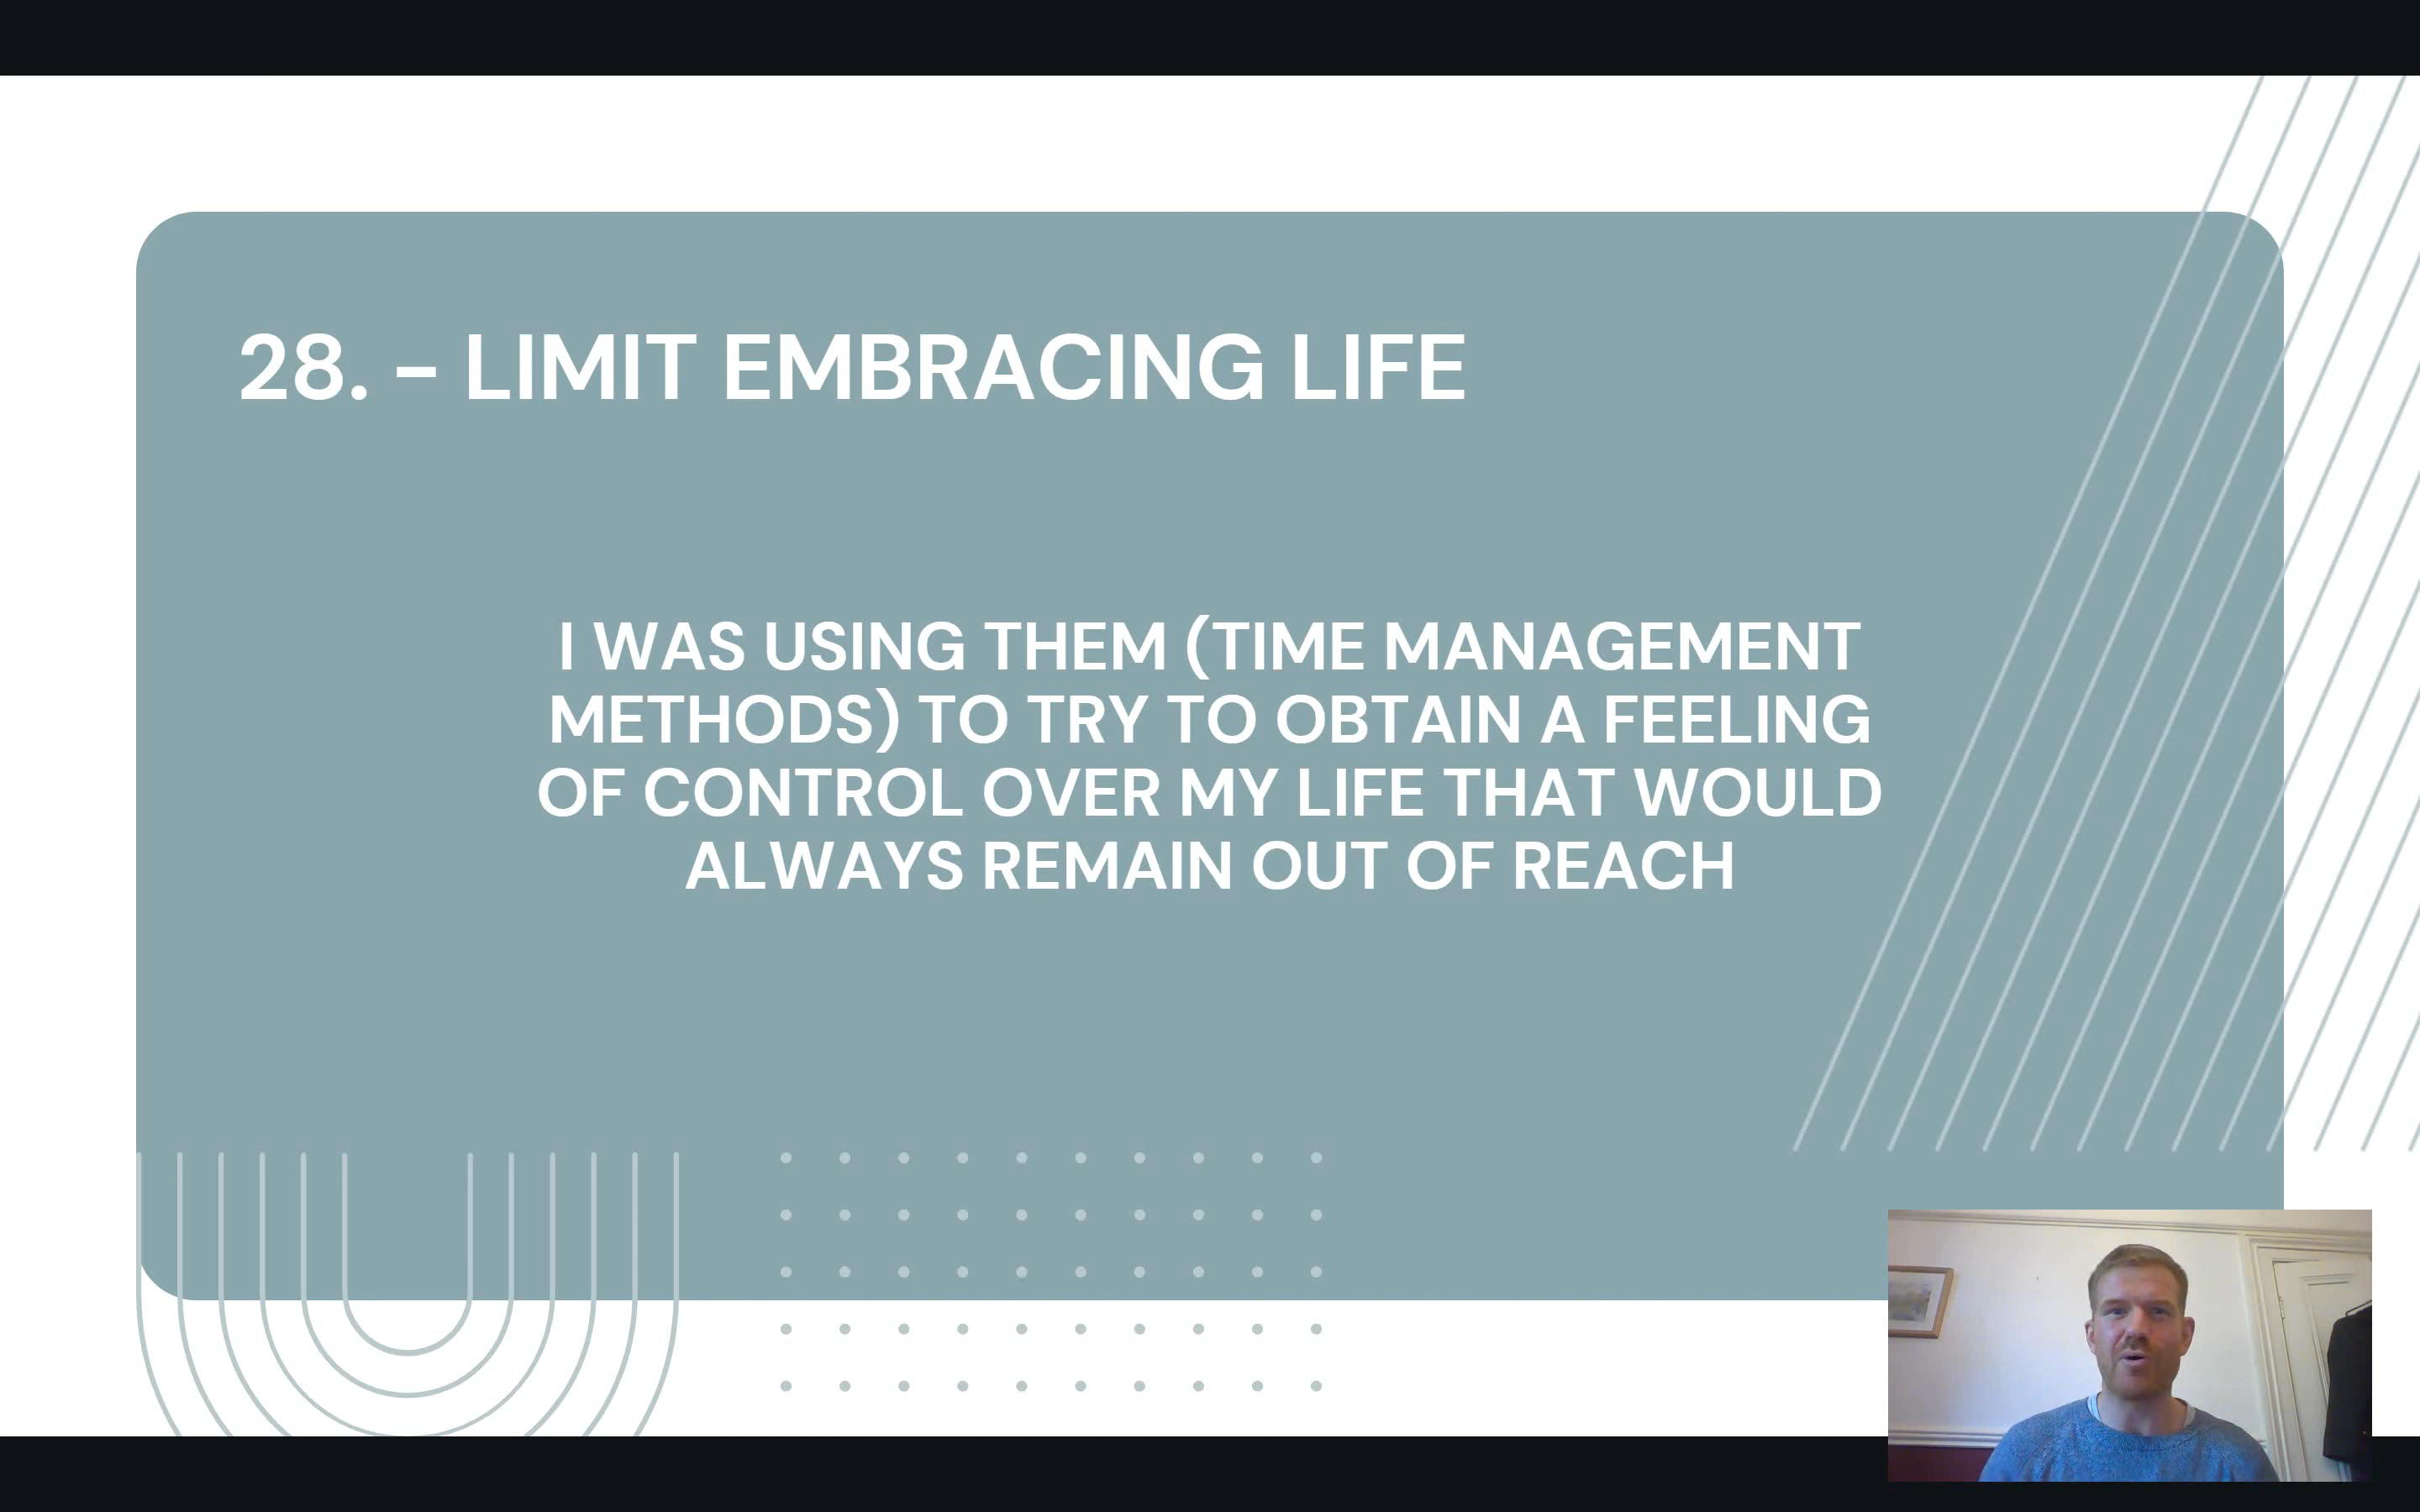 28. - LIMIT EMBRACING LIFE
I WAS USING THEM (TIME MANAGEMENT
METHODS) TO TRY TO OBTAIN A FEELING
OF CONTROL OVER MY LIFE THAT WOULD
ALWAYS REMAIN OUT OF REACH